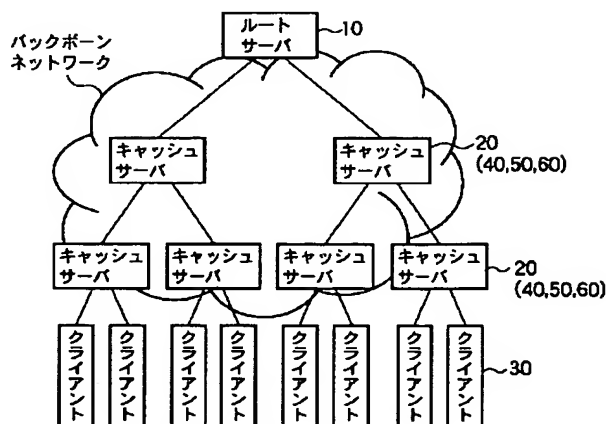 ルート
サーバ
10
バックボーン
ネットワーク
キャッシュ
サーバ
キャッシュ
サーバ
20
(40,50,60)
キャッシュ
サーバ
キャッシュ
サーバ
キャッシュ
サーバ
キャッシュ
サーバ
20
(40,50,60)
クライアント
クライアント
クライアント
クライアント
クライアント
クライアント
クライアント
クライアント
30